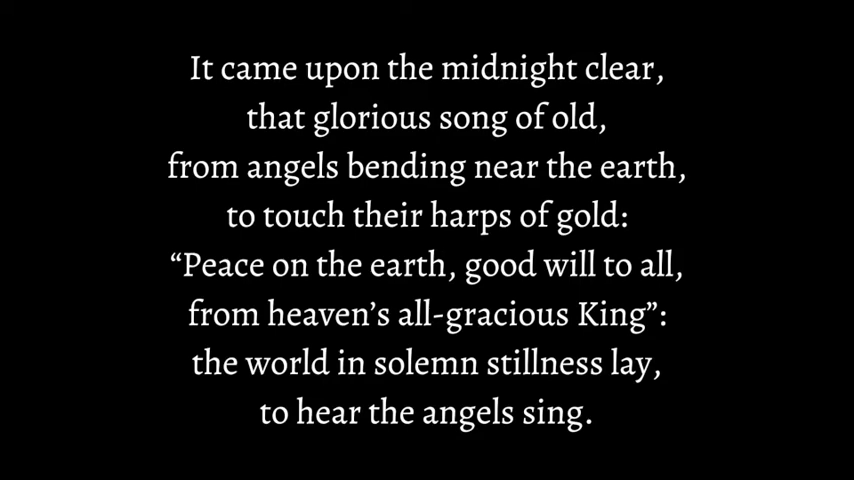 It came upon the midnight clear,
that glorious song of old,
from angels bending near the earth,
to touch their harps of gold:
“Peace on the earth, good will to all,
from heaven’s all-gracious King”:
the world in solemn stillness lay,
to hear the angels sing.